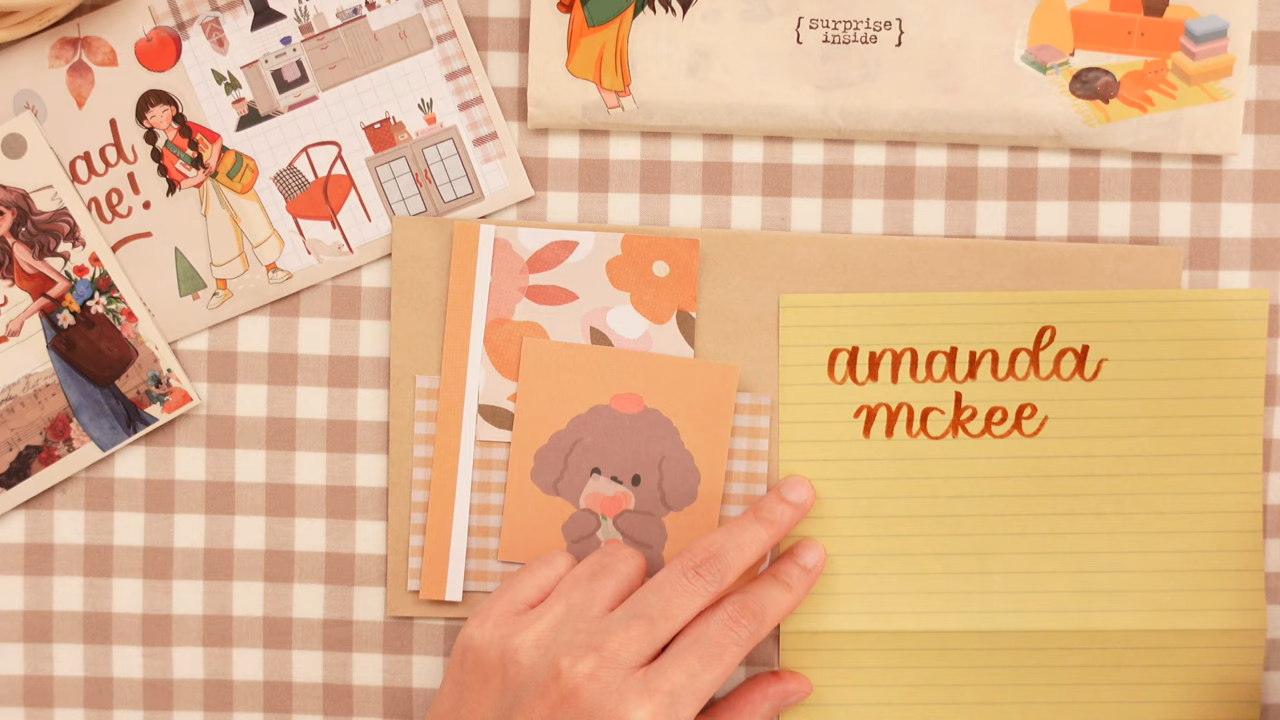 { surprise
inside }
amanda
mckee